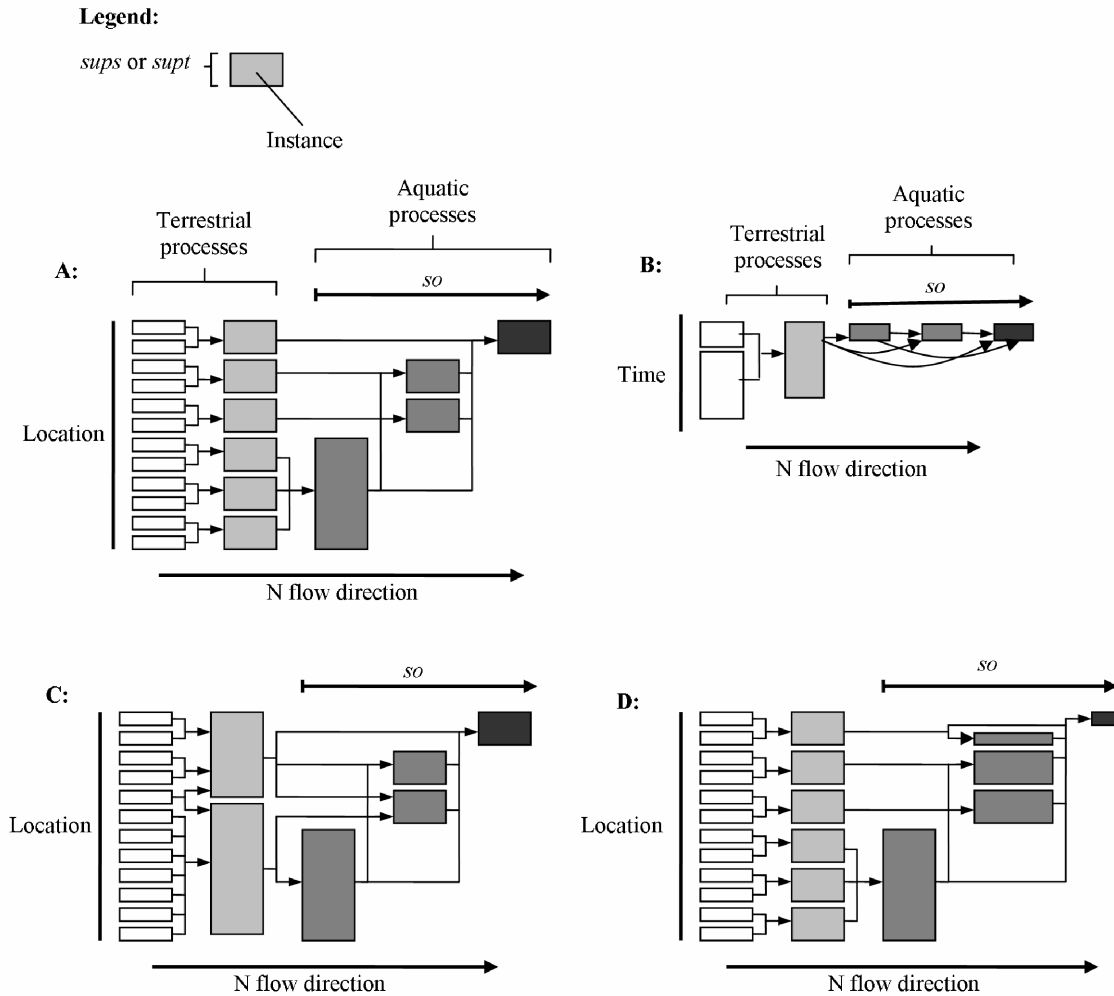 Legend:
sups or supt
Instance
A:
Terrestrial
processes
Aquatic
processes
so
Location
N flow direction
B:
Terrestrial
processes
Aquatic
processes
so
Time
N flow direction
C:
so
Location
N flow direction
D:
so
Location
N flow direction